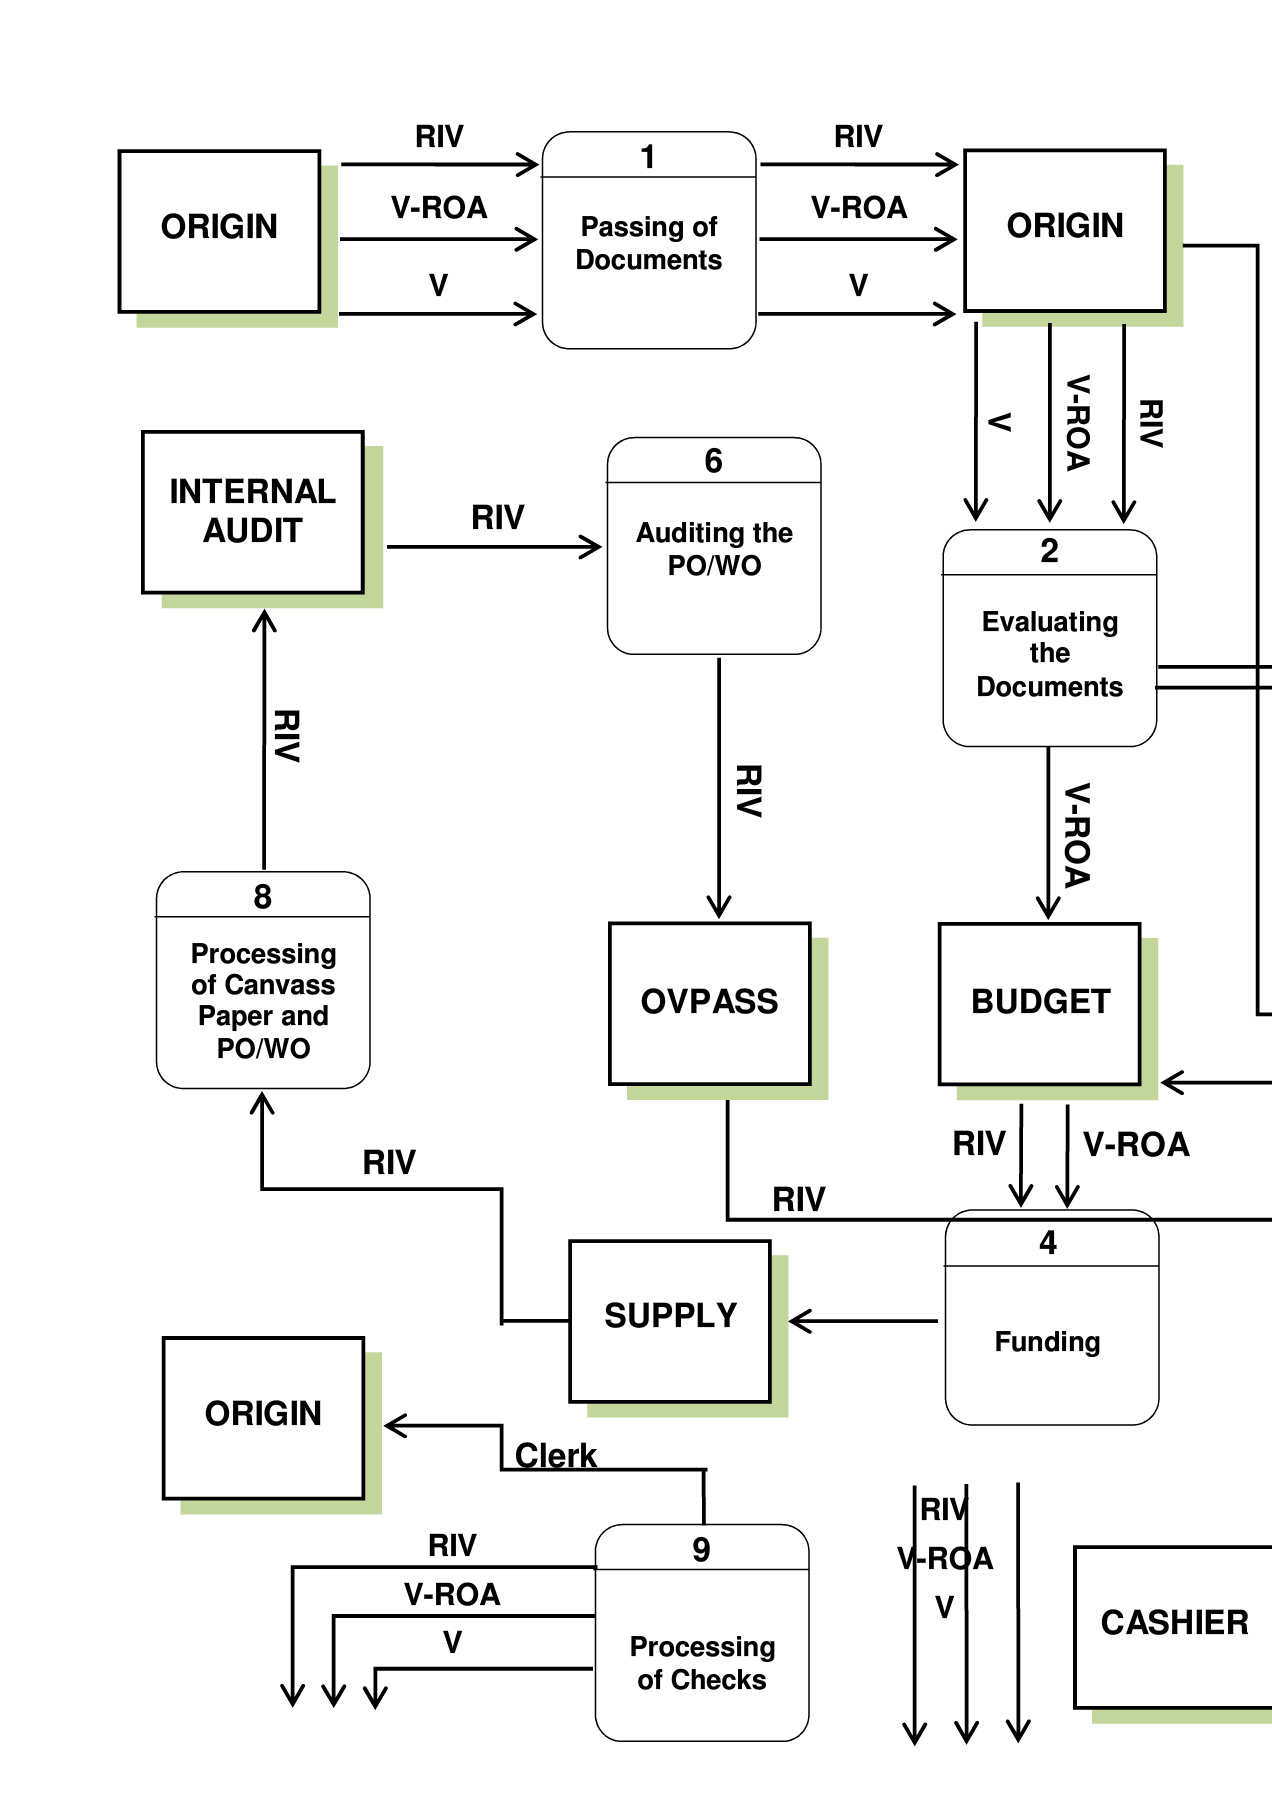 RIV
RIV
1
V-ROA
V-ROA
ORIGIN
Passing of
Documents
ORIGIN
V
V
V
V-ROA
RIV
INTERNAL
AUDIT
RIV
6
Auditing the
PO/WO
2
Evaluating
the
Documents
RIV
RIV
V-ROA
8
Processing
of Canvass
Paper and
PO/WO
OVPASS
BUDGET
RIV
V-ROA
RIV
RIV
4
SUPPLY
Funding
ORIGIN
Clerk
RIV
RIV
9
V-ROA
V-ROA
V
V
Processing
of Checks
CASHIER